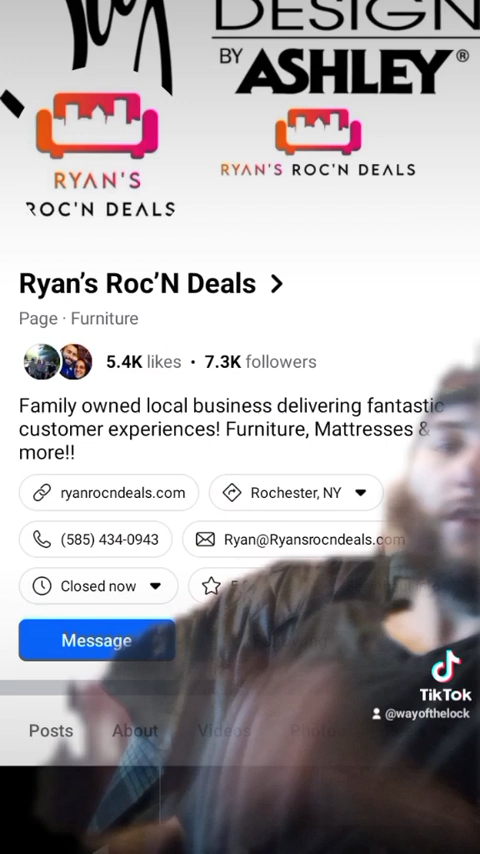 DESIGN
BY ASHLEY®
RYAN'S
ROC'N DEALS
RYAN'S ROC'N DEALS
Ryan's Roc'N Deals
Page · Furniture
5.4K likes • 7.3K followers
Family owned local business delivering fantastic
customer experiences! Furniture, Mattresses &
more!!
ryanrocndeals.com
Rochester, NY
(585) 434-0943
Ryan@Ryansrocndeals.com
Closed now
Message
TikTok
@wayofthelock
Posts
About
Videos
Photos